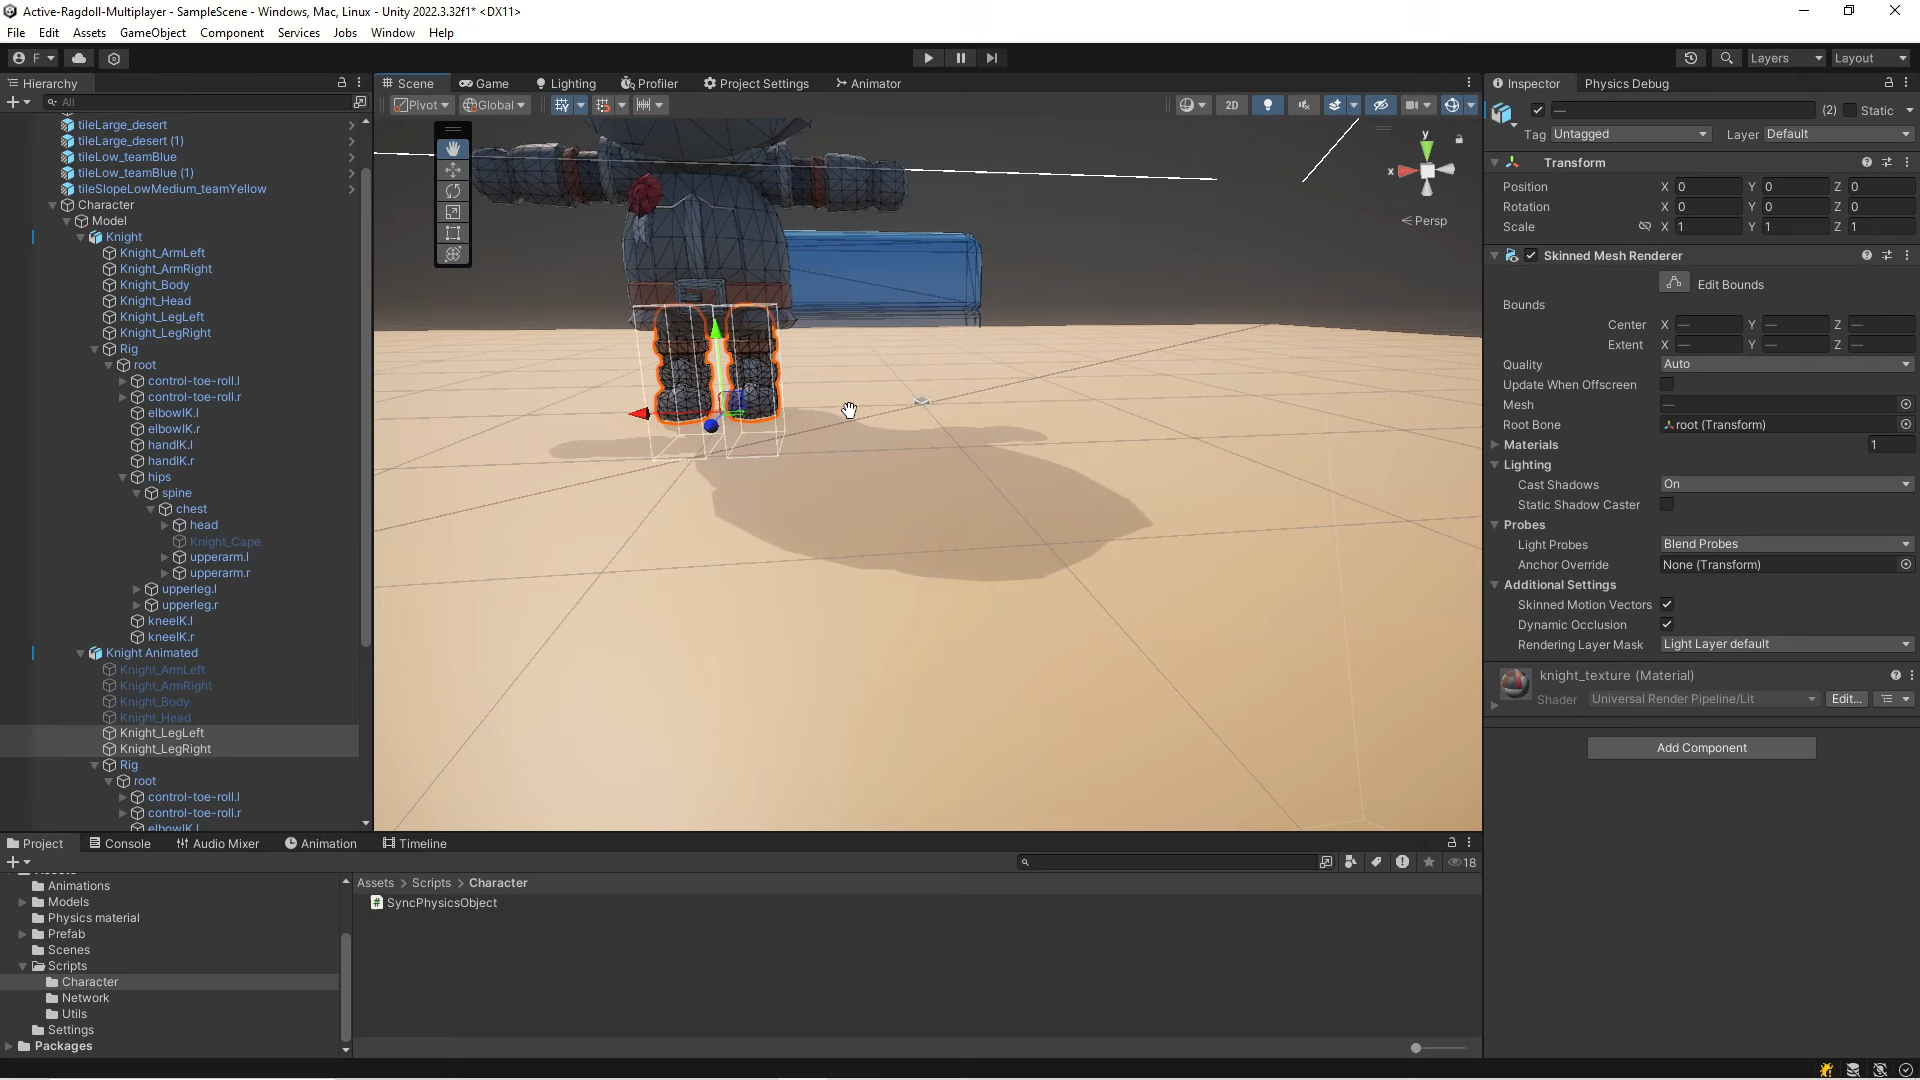 Active-Ragdoll-Multiplayer - SampleScene - Windows, Mac, Linux - Unity 2022.3.32f1* <DX11>
File Edit Assets GameObject Component Services Jobs Window Help
F
Layers Layout
Hierarchy
All
tileLarge_desert
tileLarge_desert (1)
tileLow_teamBlue
tileLow_teamBlue (1)
tileSlopeLowMedium_teamYellow
Character
Model
Knight
Knight_ArmLeft
Knight_ArmRight
Knight_Body
Knight_Head
Knight_LegLeft
Knight_LegRight
Rig
root
control-toe-roll.l
control-toe-roll.r
elbowIK.l
elbowIK.r
handIK.l
handIK.r
hips
spine
chest
head
Knight_Cape
upperarm.l
upperarm.r
upperleg.l
upperleg.r
kneeIK.l
kneeIK.r
Knight Animated
Knight_ArmLeft
Knight_ArmRight
Knight_Body
Knight_Head
Knight_LegLeft
Knight_LegRight
Rig
root
control-toe-roll.l
control-toe-roll.r
elbowIK.l
Scene Game Lighting Profiler Project Settings Animator
Pivot Global
2D
y
x
< Persp
Inspector Physics Debug
— (2) Static
Tag Untagged Layer Default
Transform
Position X 0 Y 0 Z 0
Rotation X 0 Y 0 Z 0
Scale X 1 Y 1 Z 1
Skinned Mesh Renderer
Edit Bounds
Bounds
Center X — Y — Z —
Extent X — Y — Z —
Quality Auto
Update When Offscreen
Mesh —
Root Bone root (Transform)
Materials 1
Lighting
Cast Shadows On
Static Shadow Caster
Probes
Light Probes Blend Probes
Anchor Override None (Transform)
Additional Settings
Skinned Motion Vectors
Dynamic Occlusion
Rendering Layer Mask Light Layer default
knight_texture (Material)
Shader Universal Render Pipeline/Lit Edit...
Add Component
Project Console Audio Mixer Animation Timeline
18
Assets
Animations
Models
Physics material
Prefab
Scenes
Scripts
Character
Network
Utils
Settings
Packages
Assets > Scripts > Character
SyncPhysicsObject